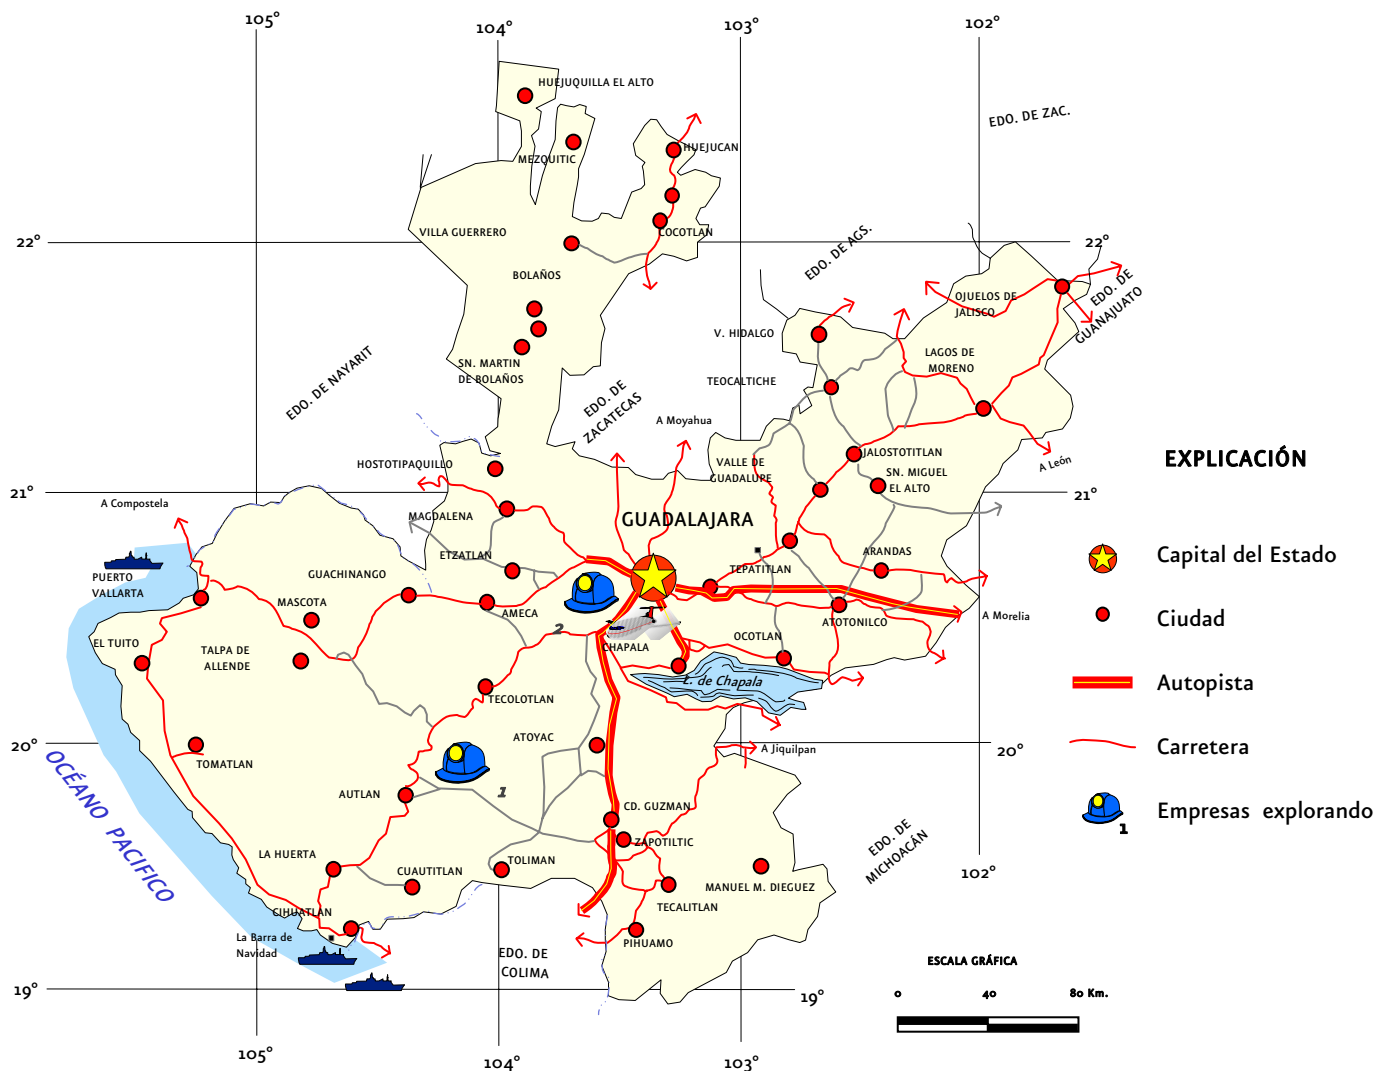 105°
104°
103°
102°
HUEJUQUILLA EL ALTO
EDO. DE ZAC.
MEZQUITIC
HUEJUCAN
VILLA GUERRERO
COCOTLAN
EDO. DE AGS.
22°
22°
BOLAÑOS
OJUELOS DE
JALISCO
EDO. DE
GUANAJUATO
V. HIDALGO
EDO. DE NAYARIT
SN. MARTIN
DE BOLAÑOS
LAGOS DE
MORENO
TEOCALTICHE
EDO. DE
ZACATECAS
A Moyahua
JALOSTOTITLAN
A León
EXPLICACIÓN
HOSTOTIPAQUILLO
VALLE DE
GUADALUPE
SN. MIGUEL
EL ALTO
21°
21°
A Compostela
MAGDALENA
GUADALAJARA
ETZATLAN
ARANDAS
Capital del Estado
PUERTO
VALLARTA
GUACHINANGO
TEPATITLAN
MASCOTA
AMECA
ATOTONILCO
A Morelia
Ciudad
2
EL TUITO
TALPA DE
ALLENDE
CHAPALA
OCOTLAN
L. de Chapala
Autopista
TECOLOTLAN
20°
ATOYAC
A Jiquilpan
20°
Carretera
TOMATLAN
OCÉANO PACIFICO
AUTLAN
1
CD. GUZMAN
Empresas explorando
1
ZAPOTILTIC
EDO. DE
MICHOACÁN
LA HUERTA
CUAUTITLAN
TOLIMAN
102°
MANUEL M. DIEGUEZ
TECALITLAN
CIHUATLAN
La Barra de
Navidad
PIHUAMO
EDO. DE
COLIMA
ESCALA GRÁFICA
19°
19°
0 40 80 Km.
105°
104°
103°